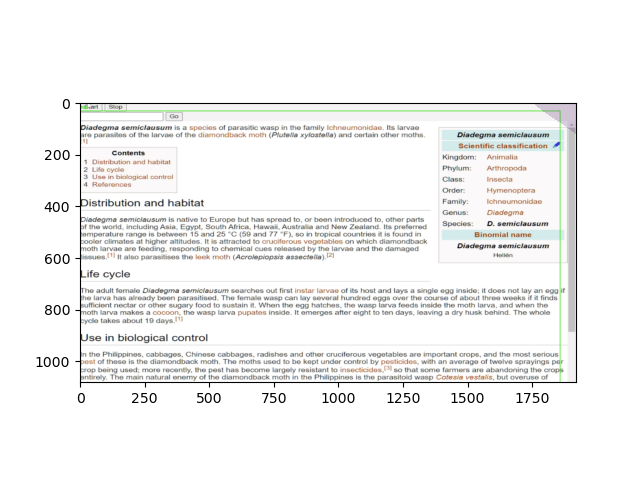 Stop
Go
Diadegma semiclausum is a species of parasitic wasp in the family Ichneumonidae. Its larvae
are parasites of the larvae of the diamondback moth (Plutella xylostella) and certain other moths.
[1]
Contents
1 Distribution and habitat
2 Life cycle
3 Use in biological control
4 References
Diadegma semiclausum
Scientific classification
Kingdom: Animalia
Phylum: Arthropoda
Class: Insecta
Order: Hymenoptera
Family: Ichneumonidae
Genus: Diadegma
Species: D. semiclausum
Binomial name
Diadegma semiclausum
Hellén
Distribution and habitat
Diadegma semiclausum is native to Europe but has spread to, or been introduced to, other parts
of the world, including Asia, Egypt, South Africa, Hawaii, Australia and New Zealand. Its preferred
temperature range is between 15 and 25 °C (59 and 77 °F), so in tropical countries it is found in
cooler climates at higher altitudes. It is attracted to cruciferous vegetables on which diamondback
moth larvae are feeding, responding to chemical cues released by the larvae and the damaged
issues.[1] It also parasitises the leek moth (Acrolepiopsis assectella).[2]
Life cycle
The adult female Diadegma semiclausum searches out first instar larvae of its host and lays a single egg inside; it does not lay an egg if
the larva has already been parasitised. The female wasp can lay several hundred eggs over the course of about three weeks if it finds
sufficient nectar or other sugary food to sustain it. When the egg hatches, the wasp larva feeds inside the moth larva, and when the
moth larva makes a cocoon, the wasp larva pupates inside. It emerges after eight to ten days, leaving a dry husk behind. The whole
cycle takes about 19 days.[1]
Use in biological control
In the Philippines, cabbages, Chinese cabbages, radishes and other cruciferous vegetables are important crops, and the most serious
pest of these is the diamondback moth. The moths used to be kept under control by pesticides, with an average of twelve sprayings per
crop being used; more recently, the pest has become largely resistant to insecticides,[3] so that some farmers are abandoning the crops
entirely. The main natural enemy of the diamondback moth in the Philippines is the parasitoid wasp Cotesia vestalis, but overuse of
0
200
400
600
800
1000
0 250 500 750 1000 1250 1500 1750